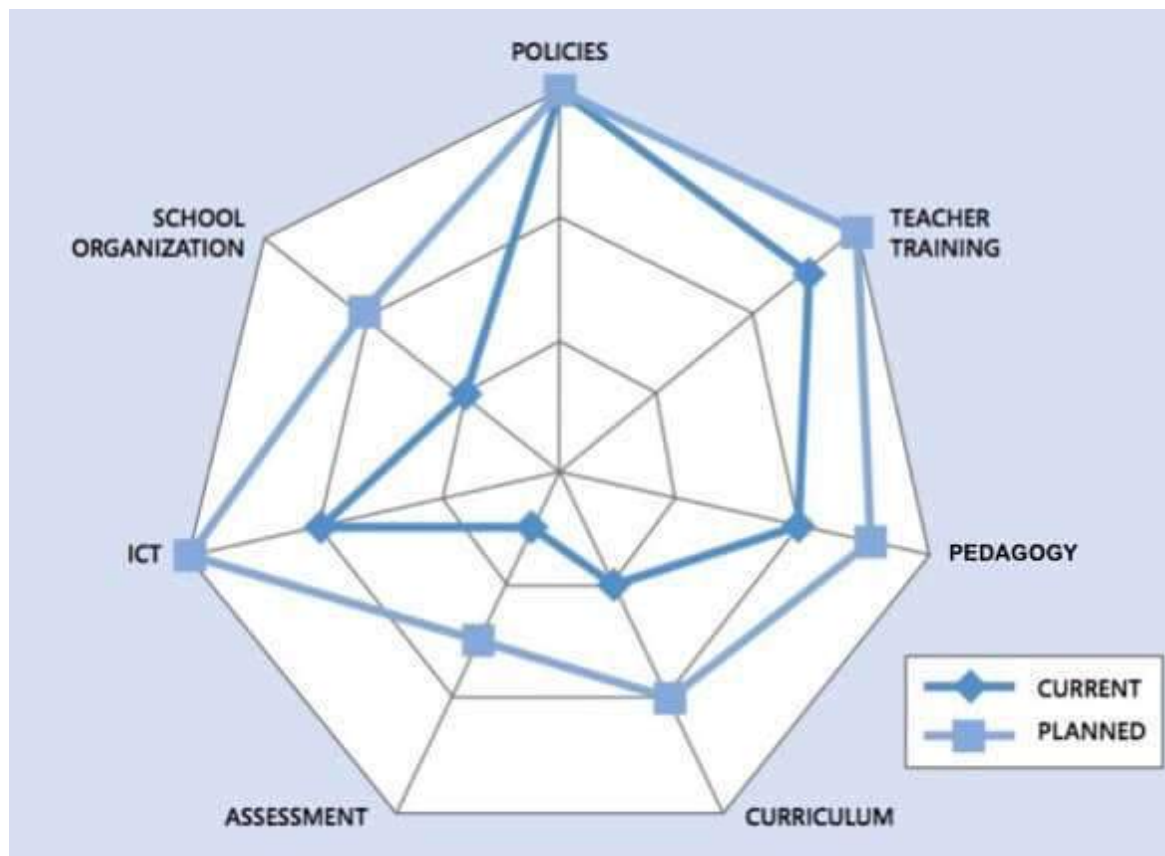 POLICIES
SCHOOL
ORGANIZATION
TEACHER
TRAINING
ICT
PEDAGOGY
CURRENT
PLANNED
ASSESSMENT
CURRICULUM